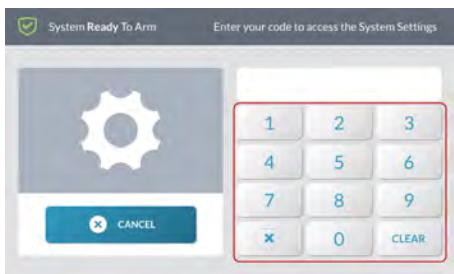 System Ready To Arm
Enter your code to access the System Settings
1 2 3
4 5 6
7 8 9
0 CLEAR
CANCEL